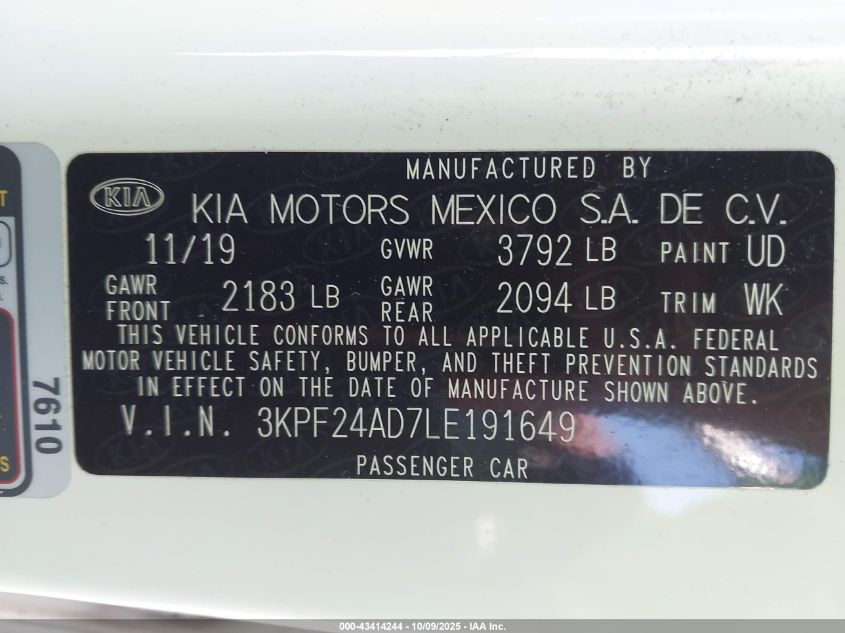 MANUFACTURED BY
KIA KIA MOTORS MEXICO S.A. DE C.V.
11/19 GVWR 3792 LB PAINT UD
GAWR FRONT 2183 LB GAWR REAR 2094 LB TRIM WK
THIS VEHICLE CONFORMS TO ALL APPLICABLE U.S.A. FEDERAL
MOTOR VEHICLE SAFETY, BUMPER, AND THEFT PREVENTION STANDARDS
IN EFFECT ON THE DATE OF MANUFACTURE SHOWN ABOVE.
V.I.N. 3KPF24AD7LE191649
PASSENGER CAR
7610
000-43414244 - 10/09/2025 - IAA Inc.